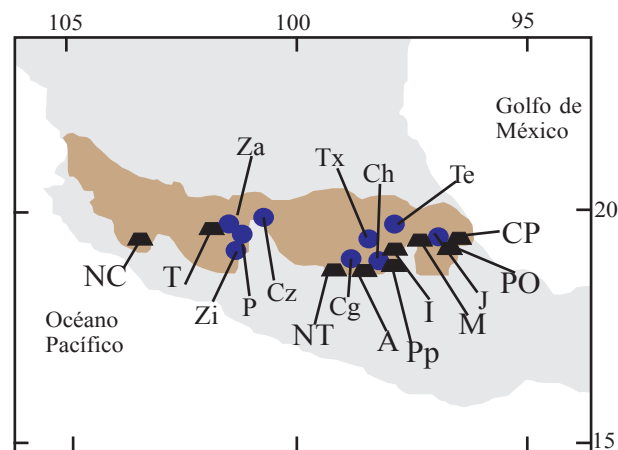 105 100 95
Golfo de
México
Za
Tx
Ch
Te
20
CP
NC
T
Zi
P
Cz
NT
Cg
A
Pp
I
M
J
PO
Océano
Pacífico
15